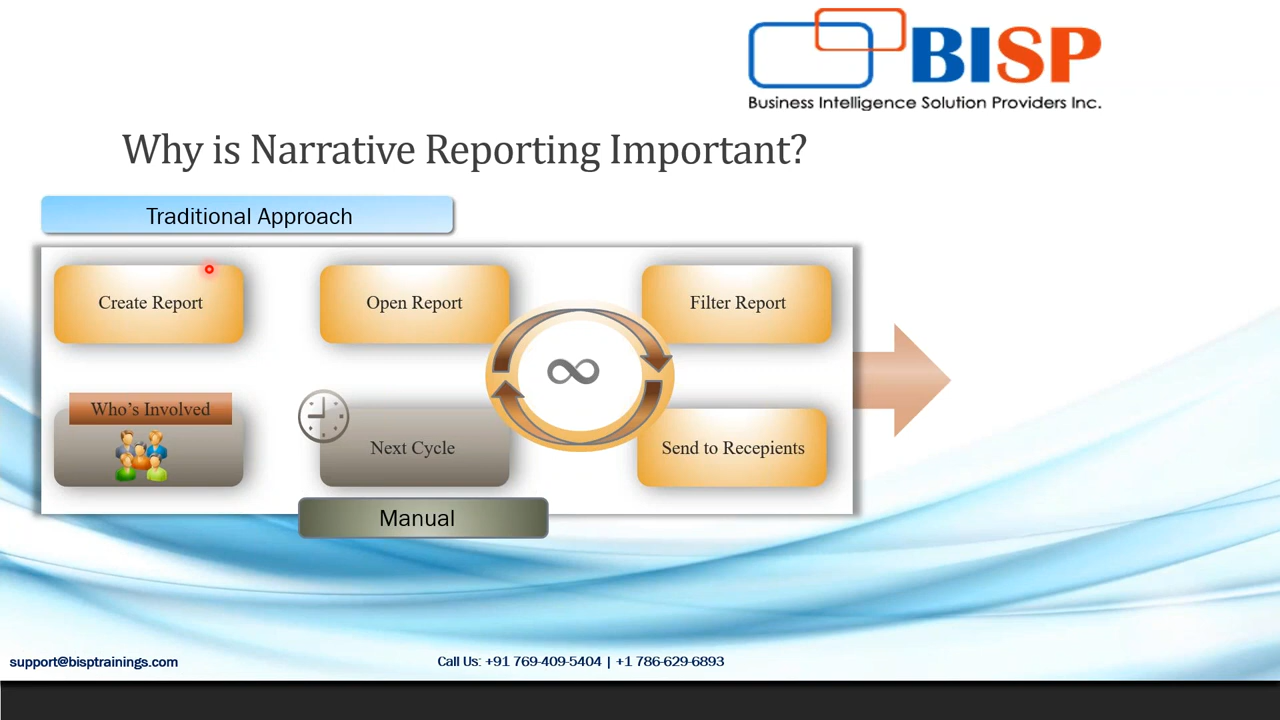 BISP
Business Intelligence Solution Providers Inc.
Why is Narrative Reporting Important?
Traditional Approach
Create Report
Open Report
Filter Report
Who's Involved
Next Cycle
Send to Recepients
Manual
support@bisptrainings.com
Call Us: +91 769-409-5404 | +1 786-629-6893